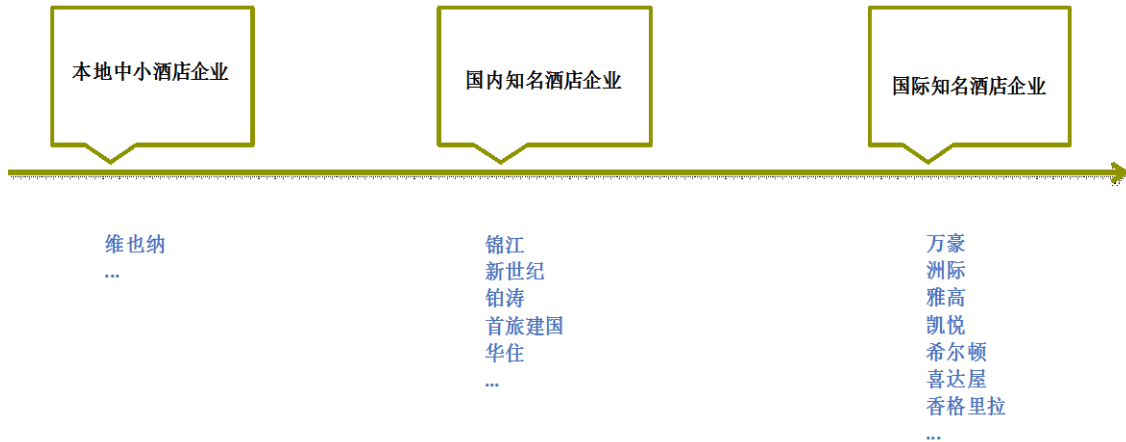 本地中小酒店企业
国内知名酒店企业
国际知名酒店企业
维也纳
...
锦江
新世纪
铂涛
首旅建国
华住
...
万豪
洲际
雅高
凯悦
希尔顿
喜达屋
香格里拉
...